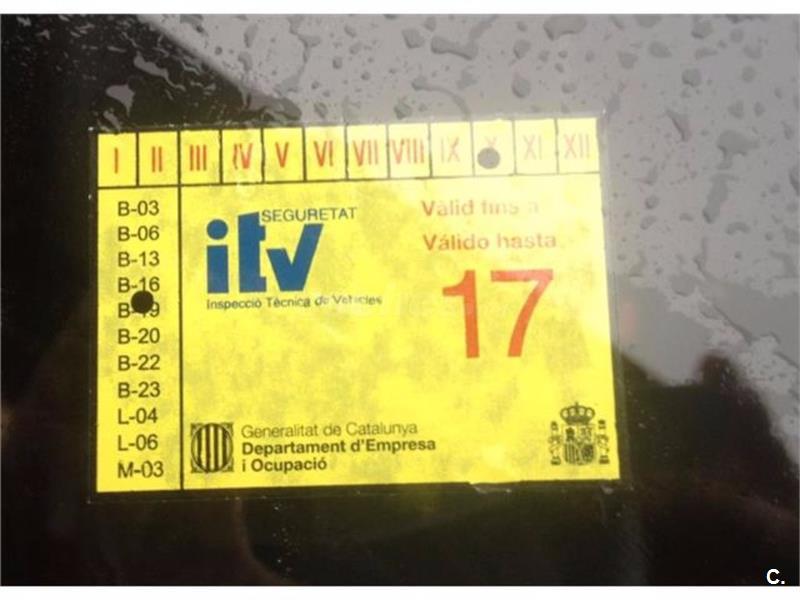 I II III IV V VI VII VIII IX X XI XII
B-03
B-06
B-13
B-16
B-19
B-20
B-22
B-23
L-04
L-06
M-03
SEGURETAT
itv
Inspecció Tècnica de Vehicles
Vàlid fins a
Válido hasta
17
Generalitat de Catalunya
Departament d'Empresa
i Ocupació
C.